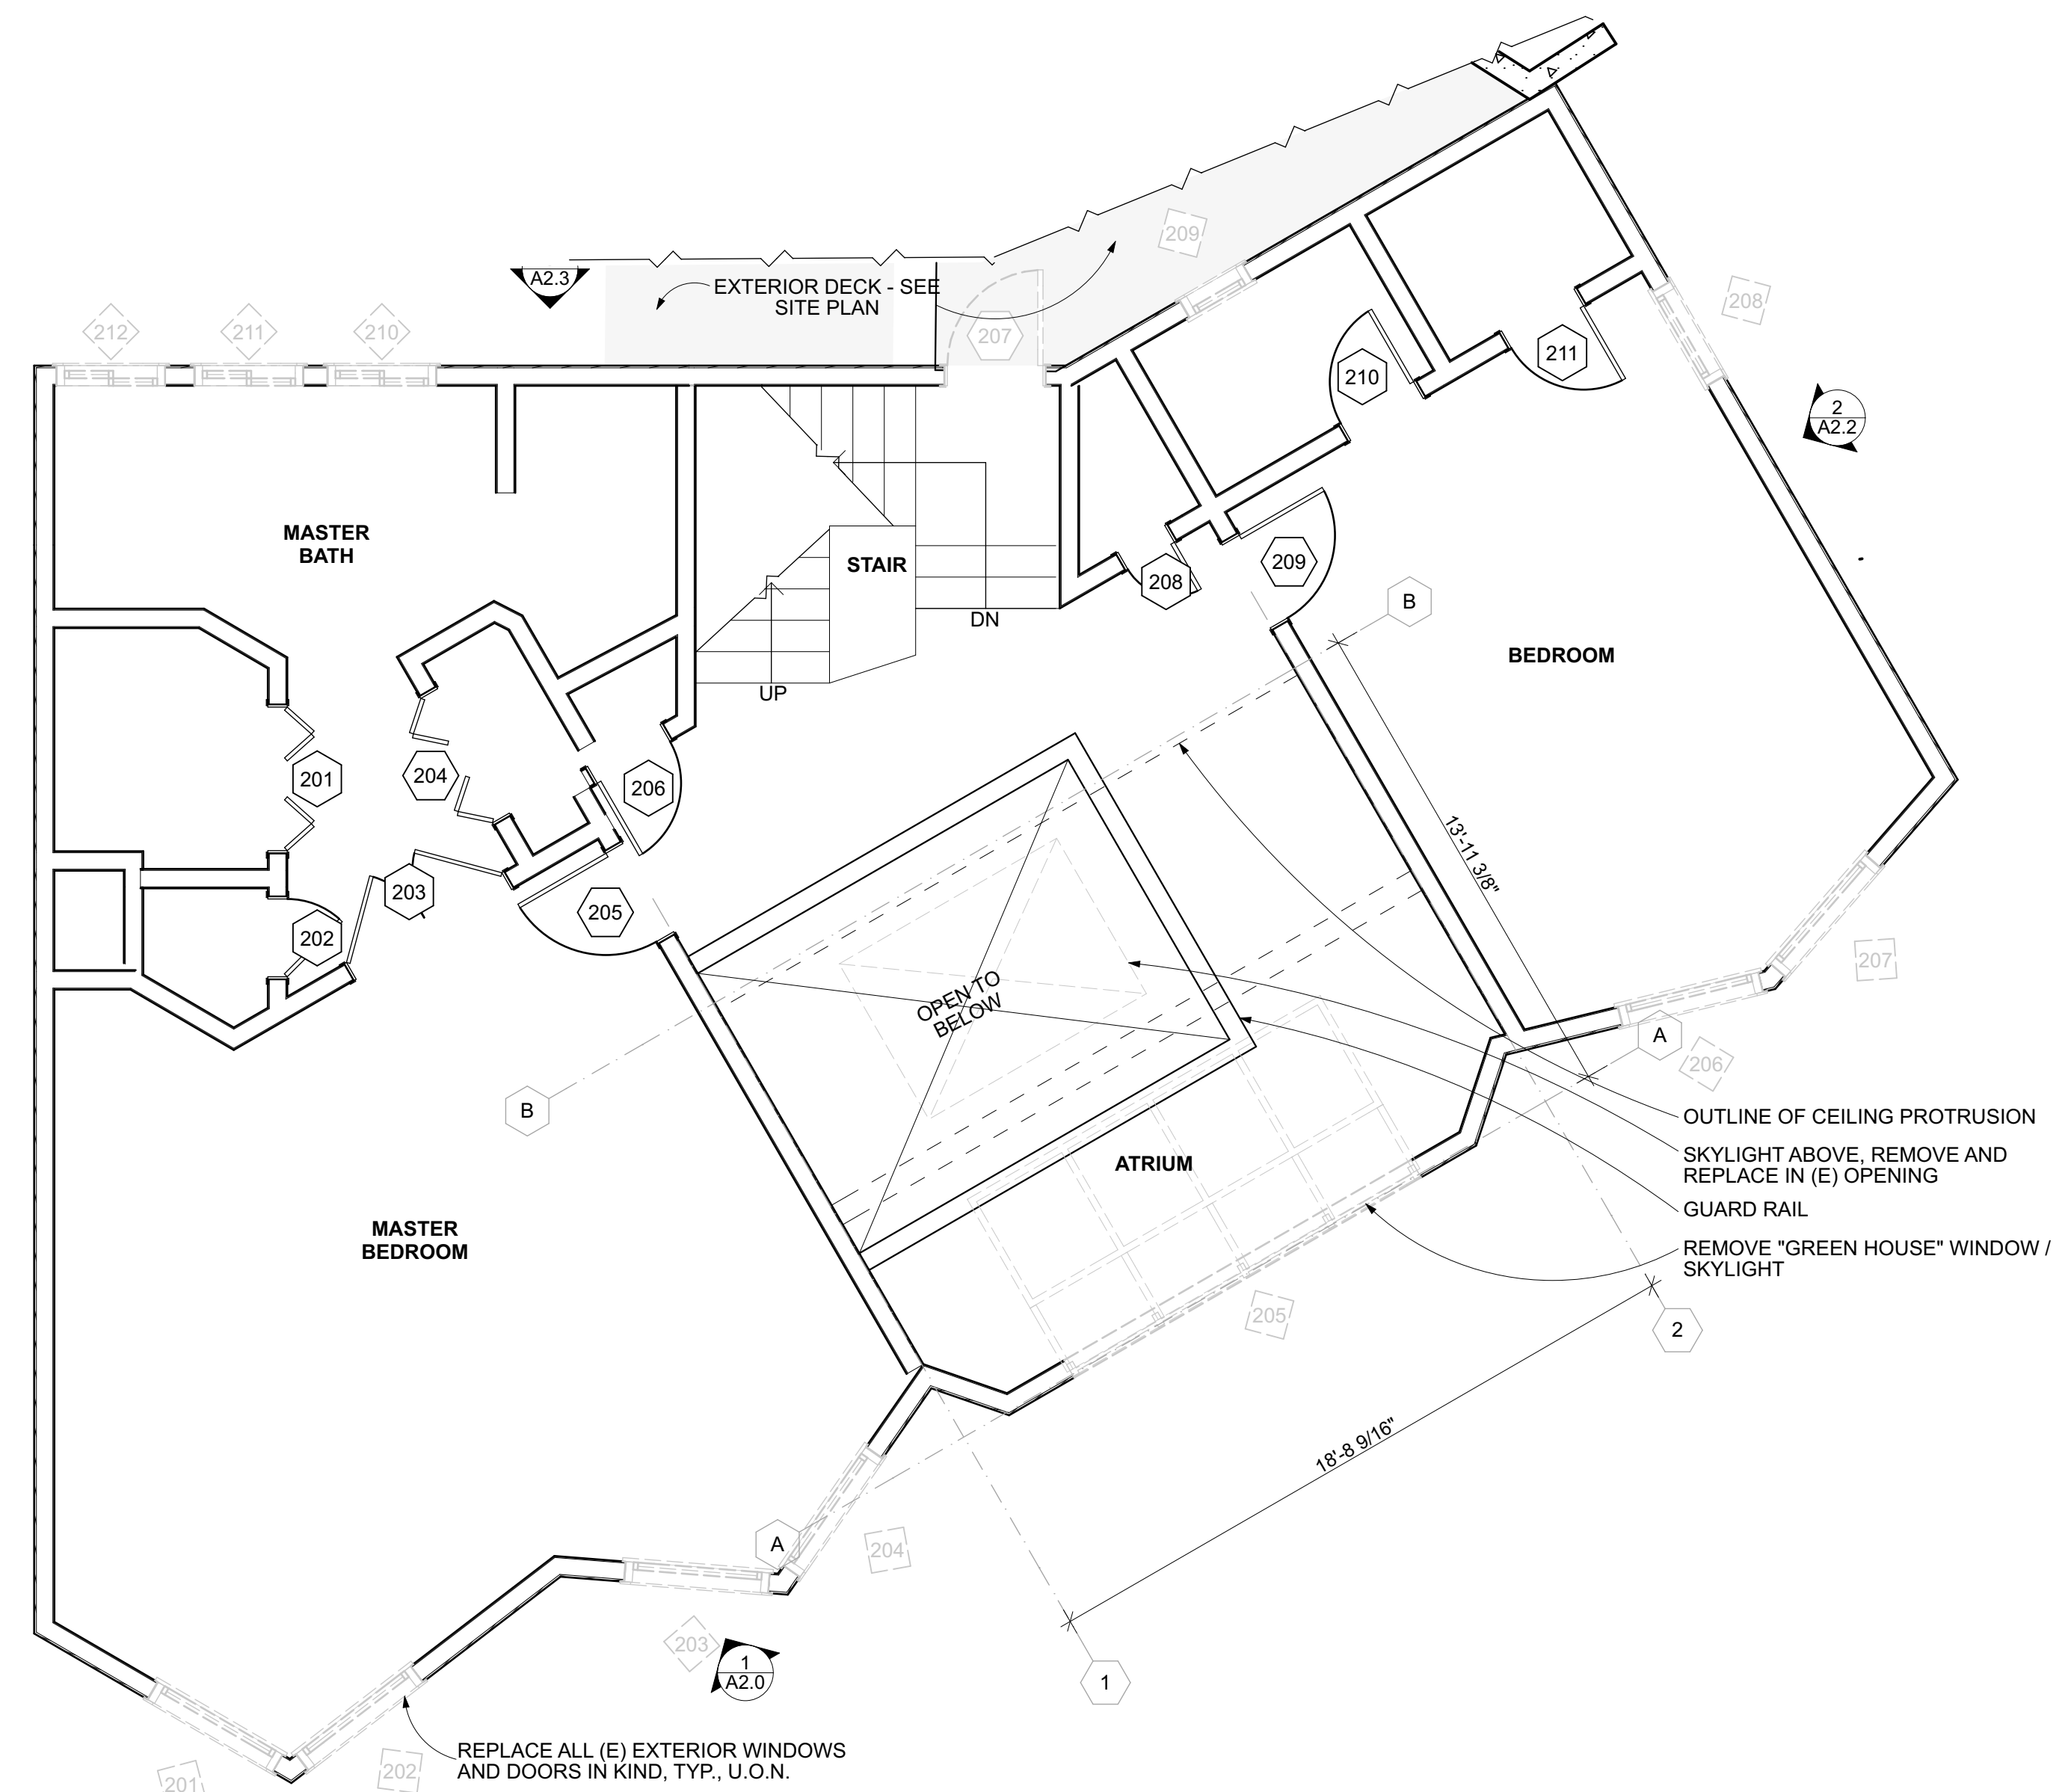 209
A2.3
EXTERIOR DECK - SEE
SITE PLAN
208
212
211
210
207
211
210
2
A2.2
MASTER
BATH
STAIR
208
209
B
DN
BEDROOM
UP
201
204
206
13'-11 3/8"
203
205
202
207
OPEN TO
BELOW
A
206
B
OUTLINE OF CEILING PROTRUSION
ATRIUM
SKYLIGHT ABOVE, REMOVE AND
REPLACE IN (E) OPENING
GUARD RAIL
MASTER
BEDROOM
REMOVE "GREEN HOUSE" WINDOW /
SKYLIGHT
205
2
18'-8 9/16"
A
204
203
1
A2.0
1
REPLACE ALL (E) EXTERIOR WINDOWS
AND DOORS IN KIND, TYP., U.O.N.
202
201